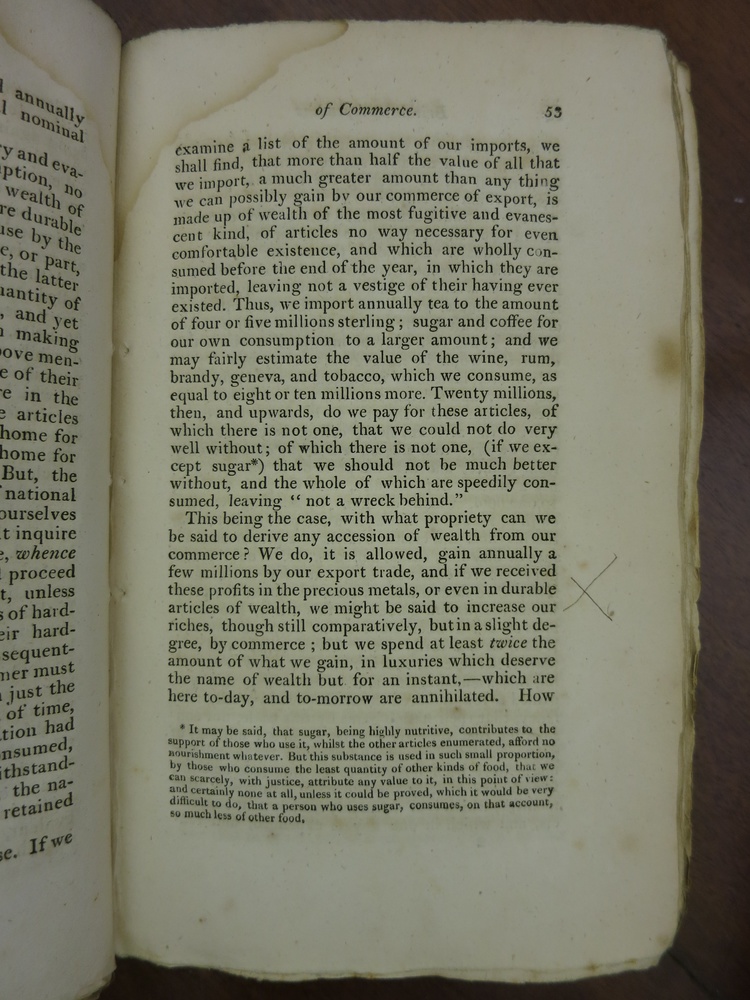 annually
nominal
y and eva-
ption, no
wealth of
re durable
use by the
e, or part,
the latter
uantity of
, and yet
making
ove men-
e of their
re in the
e articles
home for
home for
But, the
national
ourselves
t inquire
e, whence
proceed
t, unless
s of hard-
eir hard-
sequent-
mer must
just the
of time,
tion had
nsumed,
ithstand-
the na-
retained
se. If we
of Commerce. 53
examine a list of the amount of our imports, we
shall find, that more than half the value of all that
we import, a much greater amount than any thing
we can possibly gain by our commerce of export, is
made up of wealth of the most fugitive and evanes-
cent kind, of articles no way necessary for even
comfortable existence, and which are wholly con-
sumed before the end of the year, in which they are
imported, leaving not a vestige of their having ever
existed. Thus, we import annually tea to the amount
of four or five millions sterling; sugar and coffee for
our own consumption to a larger amount; and we
may fairly estimate the value of the wine, rum,
brandy, geneva, and tobacco, which we consume, as
equal to eight or ten millions more. Twenty millions,
then, and upwards, do we pay for these articles, of
which there is not one, that we could not do very
well without; of which there is not one, (if we ex-
cept sugar*) that we should not be much better
without, and the whole of which are speedily con-
sumed, leaving “ not a wreck behind.”
This being the case, with what propriety can we
be said to derive any accession of wealth from our
commerce? We do, it is allowed, gain annually a
few millions by our export trade, and if we received
these profits in the precious metals, or even in durable
articles of wealth, we might be said to increase our
riches, though still comparatively, but in a slight de-
gree, by commerce ; but we spend at least twice the
amount of what we gain, in luxuries which deserve
the name of wealth but for an instant,—which are
here to-day, and to-morrow are annihilated. How
* It may be said, that sugar, being highly nutritive, contributes to the
support of those who use it, whilst the other articles enumerated, afford no
nourishment whatever. But this substance is used in such small proportion,
by those who consume the least quantity of other kinds of food, that we
can scarcely, with justice, attribute any value to it, in this point of view:
and certainly none at all, unless it could be proved, which it would be very
difficult to do, that a person who uses sugar, consumes, on that account,
so much less of other food.